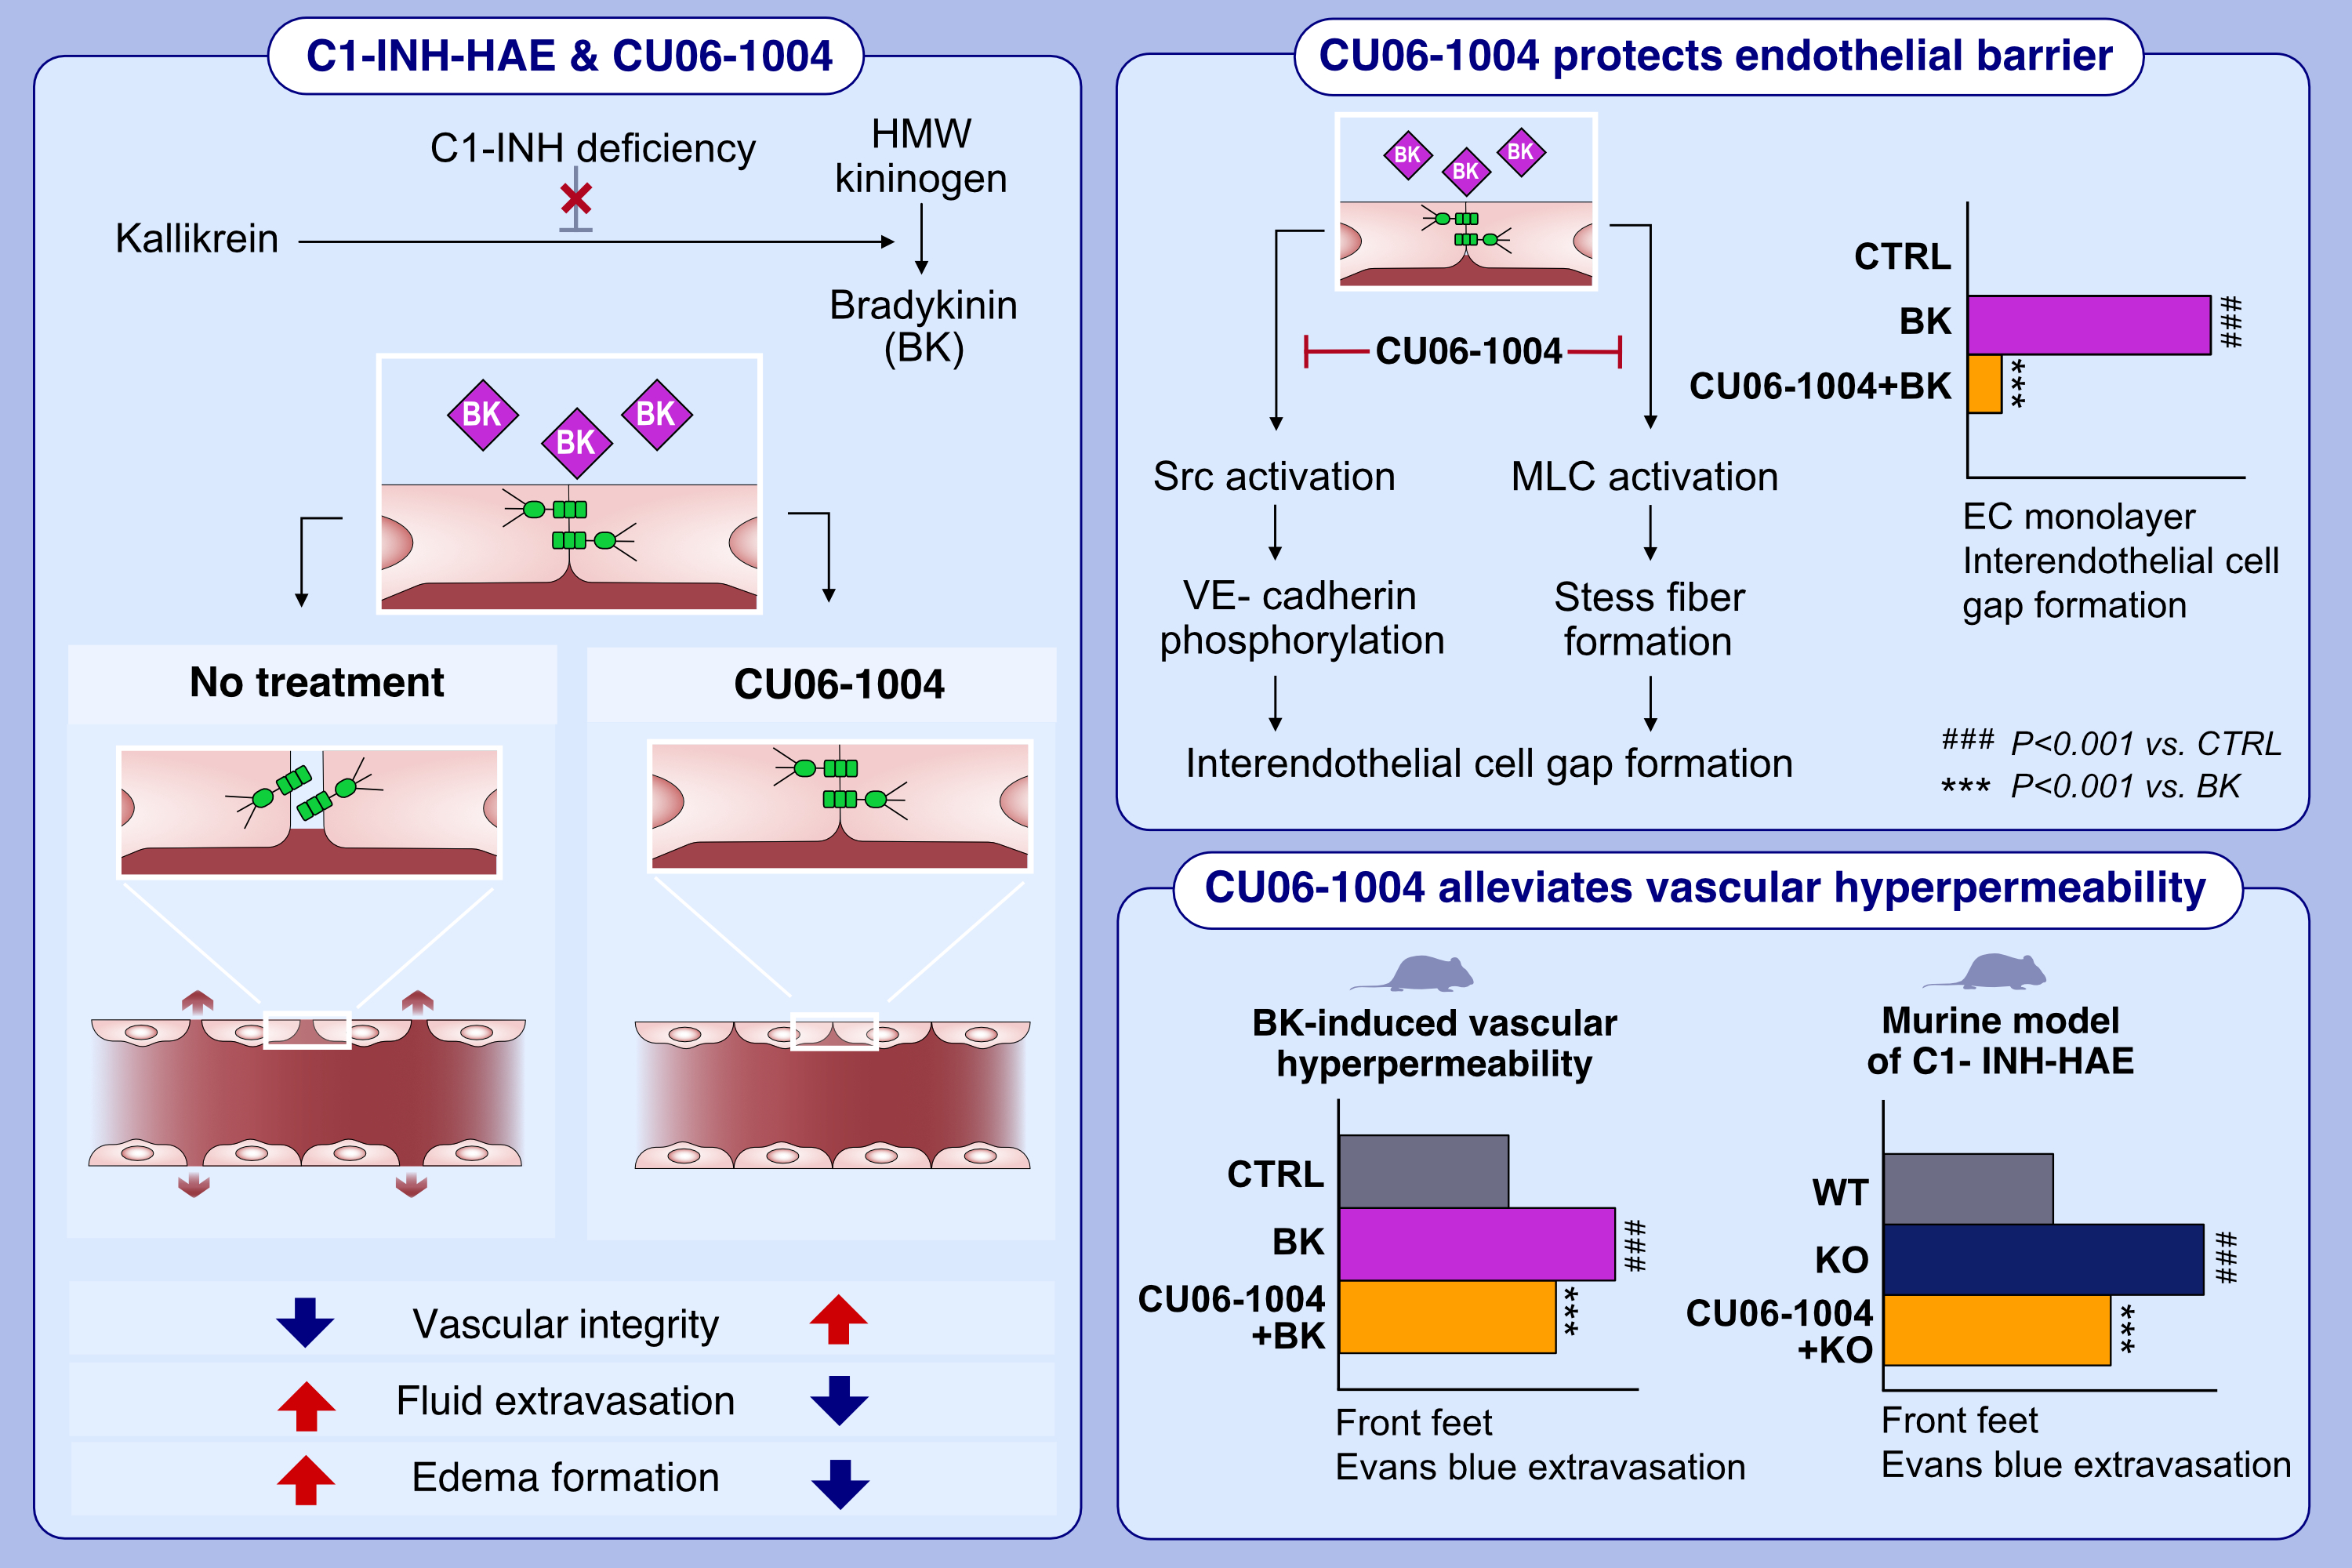 C1-INH-HAE & CU06-1004
C1-INH deficiency
HMW
kininogen
Kallikrein
Bradykinin
(BK)
BK
BK
BK
No treatment
CU06-1004
Vascular integrity
Fluid extravasation
Edema formation
CU06-1004 protects endothelial barrier
BK
BK
BK
CU06-1004
Src activation
MLC activation
VE- cadherin
phosphorylation
Stess fiber
formation
Interendothelial cell gap formation
CTRL
BK
###
CU06-1004+BK
***
EC monolayer
Interendothelial cell
gap formation
### P<0.001 vs. CTRL
*** P<0.001 vs. BK
CU06-1004 alleviates vascular hyperpermeability
BK-induced vascular
hyperpermeability
CTRL
BK
###
CU06-1004
+BK
***
Front feet
Evans blue extravasation
Murine model
of C1- INH-HAE
WT
KO
###
CU06-1004
+KO
***
Front feet
Evans blue extravasation